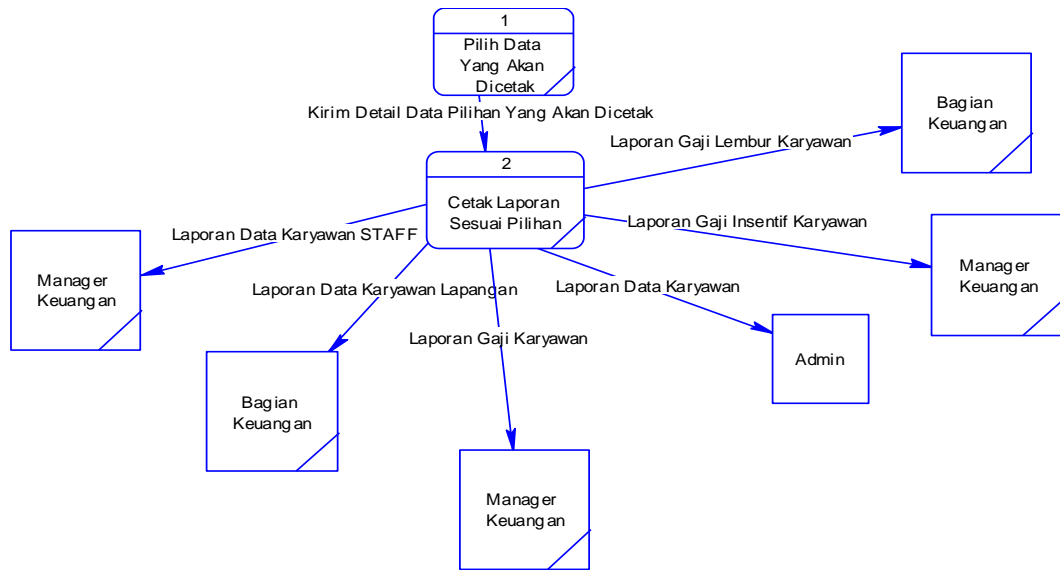 1
Pilih Data
Yang Akan
Dicetak
Kirim Detail Data Pilihan Yang Akan Dicetak
2
Cetak Laporan
Sesuai Pilihan
Bagian
Keuangan
Laporan Gaji Lembur Karyawan
Laporan Gaji Insentif Karyawan
Manager
Keuangan
Laporan Data Karyawan STAFF
Manager
Keuangan
Laporan Data Karyawan Lapangan
Laporan Data Karyawan
Laporan Gaji Karyawan
Admin
Bagian
Keuangan
Manager
Keuangan